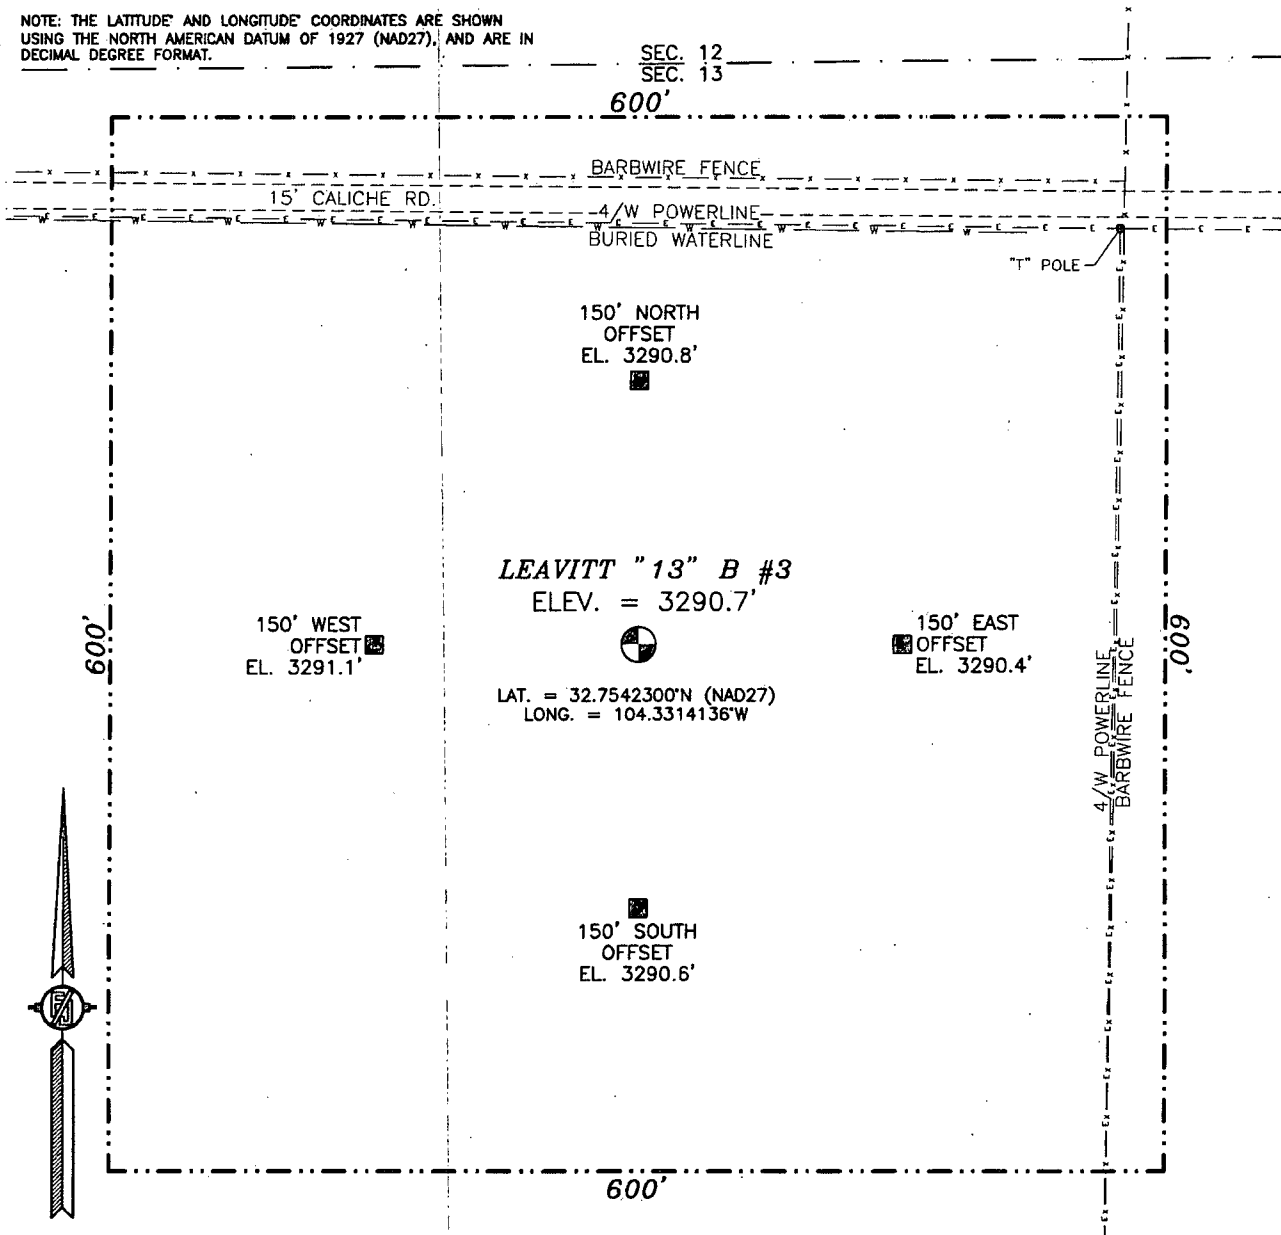 NOTE: THE LATITUDE AND LONGITUDE COORDINATES ARE SHOWN
USING THE NORTH AMERICAN DATUM OF 1927 (NAD27), AND ARE IN
DECIMAL DEGREE FORMAT.
SEC. 12
SEC. 13
600'
BARBWIRE FENCE
15' CALICHE RD.
4/W POWERLINE
BURIED WATERLINE
"T" POLE
150' NORTH
OFFSET
EL. 3290.8'
LEAVITT "13" B #3
ELEV. = 3290.7'
600'
150' WEST
OFFSET
EL. 3291.1'
150' EAST
OFFSET
EL. 3290.4'
600'
LAT. = 32.7542300°N (NAD27)
LONG. = 104.3314136°W
4/W POWERLINE
BARBWIRE FENCE
150' SOUTH
OFFSET
EL. 3290.6'
600'